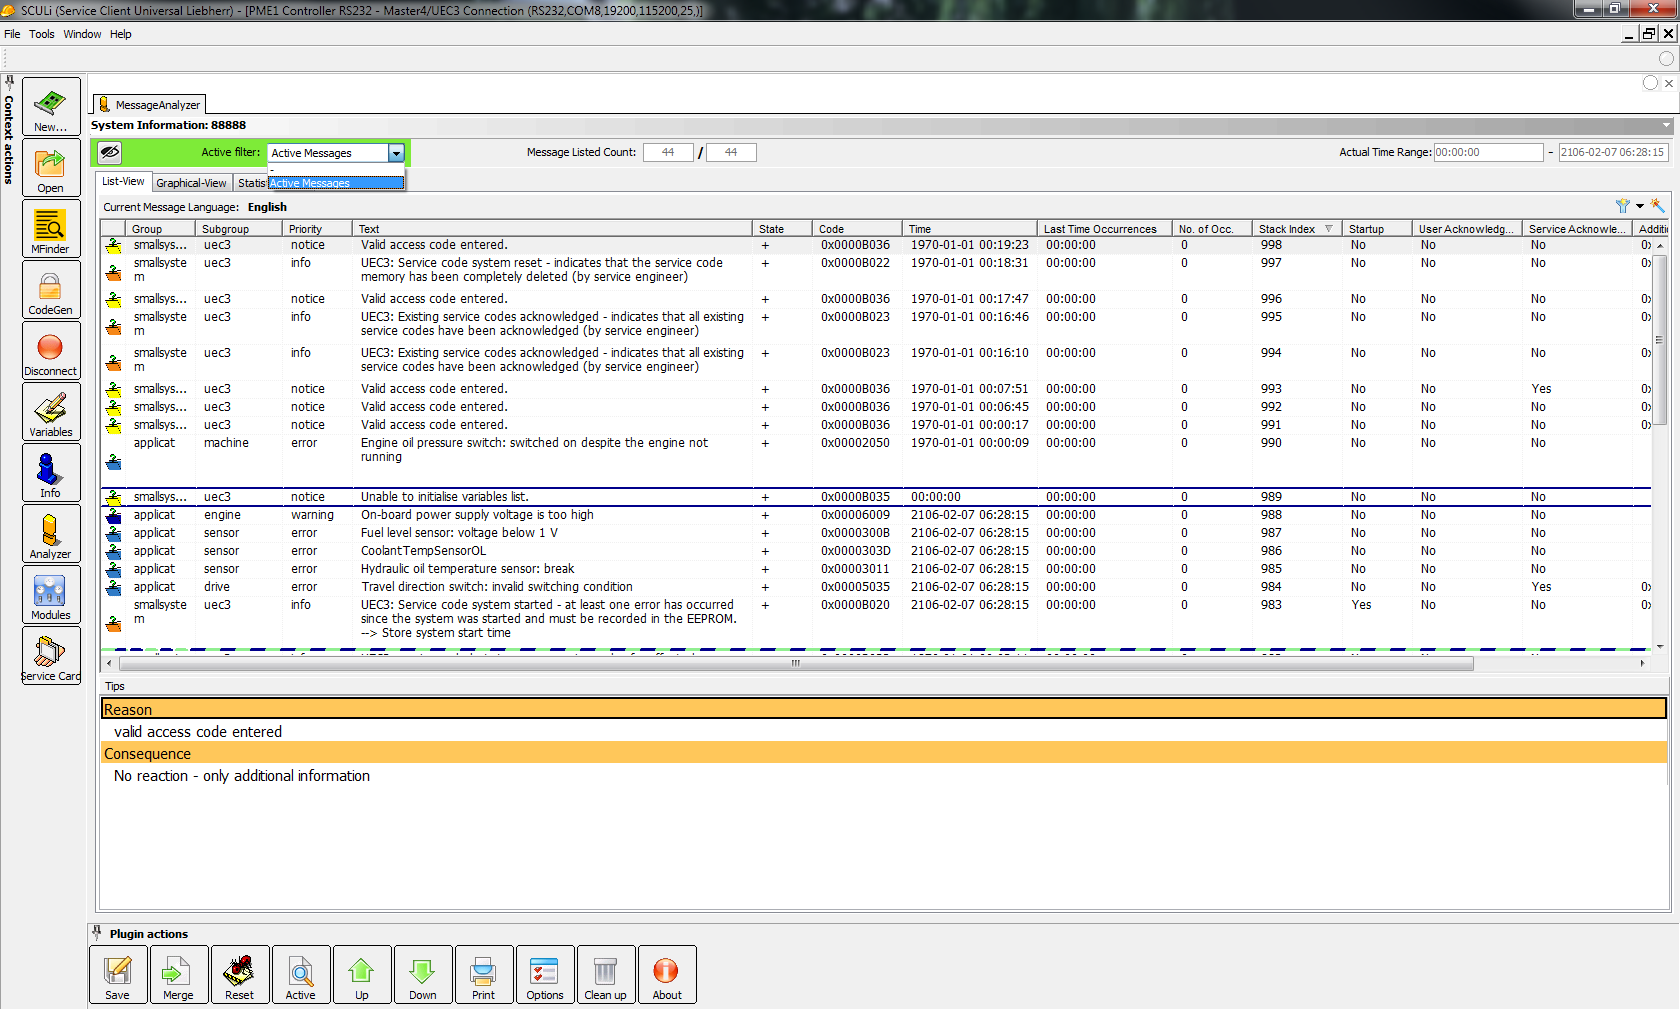 SCULi (Service Client Universal Liebherr) - [PME1 Controller RS232 - Master4/UEC3 Connection (RS232,COM8,19200,115200,25,)]
File Tools Window Help
Context actions
New...
Open
MFinder
CodeGen
Disconnect
Variables
Info
Analyzer
Modules
Service Card
MessageAnalyzer
System Information: 88888
Active filter: Active Messages
-
Active Messages
Message Listed Count: 44 / 44
Actual Time Range: 00:00:00 - 2106-02-07 06:28:15
List-View Graphical-View Statis
Current Message Language: English
Group Subgroup Priority Text State Code Time Last Time Occurrences No. of Occ. Stack Index Startup User Acknowledg... Service Acknowle... Additi
smallsys... uec3 notice Valid access code entered. + 0x0000B036 1970-01-01 00:19:23 00:00:00 0 998 No No No 0x
smallsyste uec3 info UEC3: Service code system reset - indicates that the service code + 0x0000B022 1970-01-01 00:18:31 00:00:00 0 997 No No No 0x
m memory has been completely deleted (by service engineer)
smallsys... uec3 notice Valid access code entered. + 0x0000B036 1970-01-01 00:17:47 00:00:00 0 996 No No No 0x
smallsyste uec3 info UEC3: Existing service codes acknowledged - indicates that all existing + 0x0000B023 1970-01-01 00:16:46 00:00:00 0 995 No No No 0x
m service codes have been acknowledged (by service engineer)
smallsyste uec3 info UEC3: Existing service codes acknowledged - indicates that all existing + 0x0000B023 1970-01-01 00:16:10 00:00:00 0 994 No No No 0x
m service codes have been acknowledged (by service engineer)
smallsys... uec3 notice Valid access code entered. + 0x0000B036 1970-01-01 00:07:51 00:00:00 0 993 No No Yes 0x
smallsys... uec3 notice Valid access code entered. + 0x0000B036 1970-01-01 00:06:45 00:00:00 0 992 No No No 0x
smallsys... uec3 notice Valid access code entered. + 0x0000B036 1970-01-01 00:00:17 00:00:00 0 991 No No No 0x
applicat machine error Engine oil pressure switch: switched on despite the engine not + 0x00002050 1970-01-01 00:00:09 00:00:00 0 990 No No No
running
smallsys... uec3 notice Unable to initialise variables list. + 0x0000B035 00:00:00 00:00:00 0 989 No No No
applicat engine warning On-board power supply voltage is too high + 0x00006009 2106-02-07 06:28:15 00:00:00 0 988 No No No
applicat sensor error Fuel level sensor: voltage below 1 V + 0x0000300B 2106-02-07 06:28:15 00:00:00 0 987 No No No
applicat sensor error CoolantTempSensorOL + 0x0000303D 2106-02-07 06:28:15 00:00:00 0 986 No No No
applicat sensor error Hydraulic oil temperature sensor: break + 0x00003011 2106-02-07 06:28:15 00:00:00 0 985 No No No
applicat drive error Travel direction switch: invalid switching condition + 0x00005035 2106-02-07 06:28:15 00:00:00 0 984 No No Yes 0x
smallsyste uec3 info UEC3: Service code system started - at least one error has occurred + 0x0000B020 2106-02-07 06:28:15 00:00:00 0 983 Yes No No 0x
m since the system was started and must be recorded in the EEPROM.
--> Store system start time
Tips
Reason
valid access code entered
Consequence
No reaction - only additional information
Plugin actions
Save Merge Reset Active Up Down Print Options Clean up About